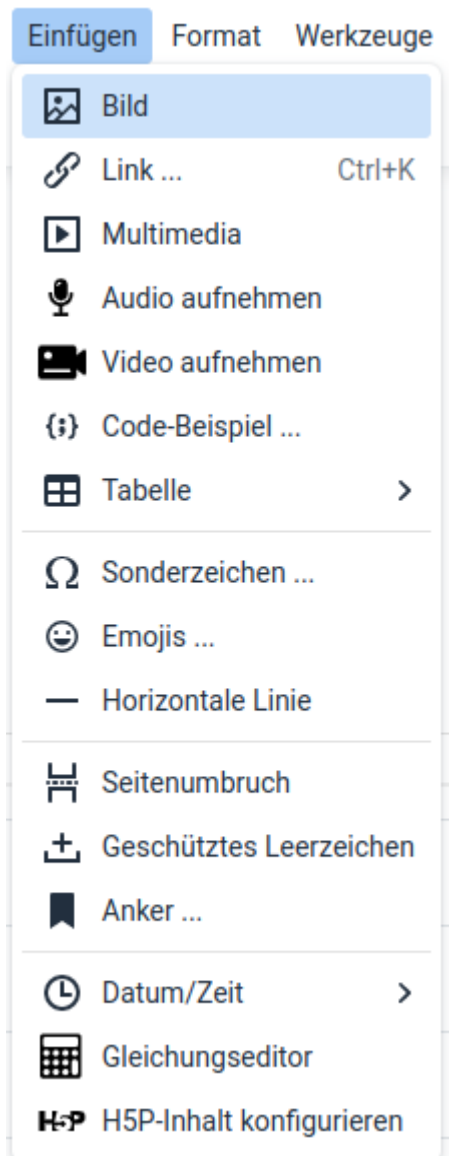 Einfügen Format Werkzeuge
Bild
Link ... Ctrl+K
Multimedia
Audio aufnehmen
Video aufnehmen
{;} Code-Beispiel ...
Tabelle
Ω Sonderzeichen ...
Emojis ...
Horizontale Linie
Seitenumbruch
Geschütztes Leerzeichen
Anker ...
Datum/Zeit
Gleichungseditor
H5P H5P-Inhalt konfigurieren